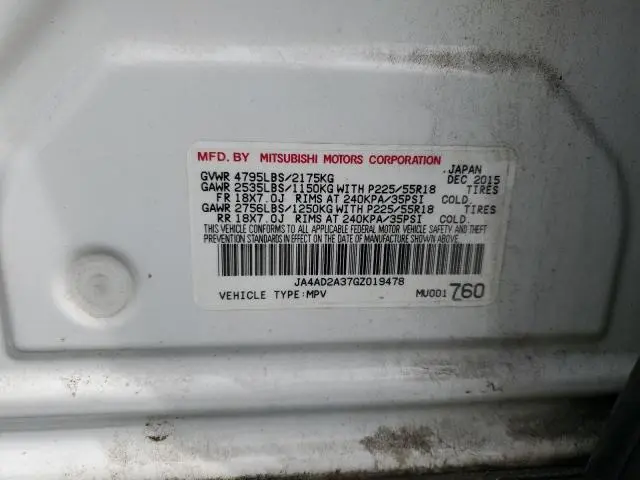 MFD. BY MITSUBISHI MOTORS CORPORATION JAPAN
GVWR 4795LBS/2175KG DEC 2015
GAWR 2535LBS/1150KG WITH P225/55R18 TIRES
FR 18X7.0J RIMS AT 240KPA/35PSI COLD.
GAWR 2756LBS/1250KG WITH P225/55R18 TIRES
RR 18X7.0J RIMS AT 240KPA/35PSI COLD.
THIS VEHICLE CONFORMS TO ALL APPLICABLE FEDERAL MOTOR VEHICLE SAFETY AND THEFT
PREVENTION STANDARDS IN EFFECT ON THE DATE OF MANUFACTURE SHOWN ABOVE.
JA4AD2A37GZ019478
VEHICLE TYPE:MPV MU001 760